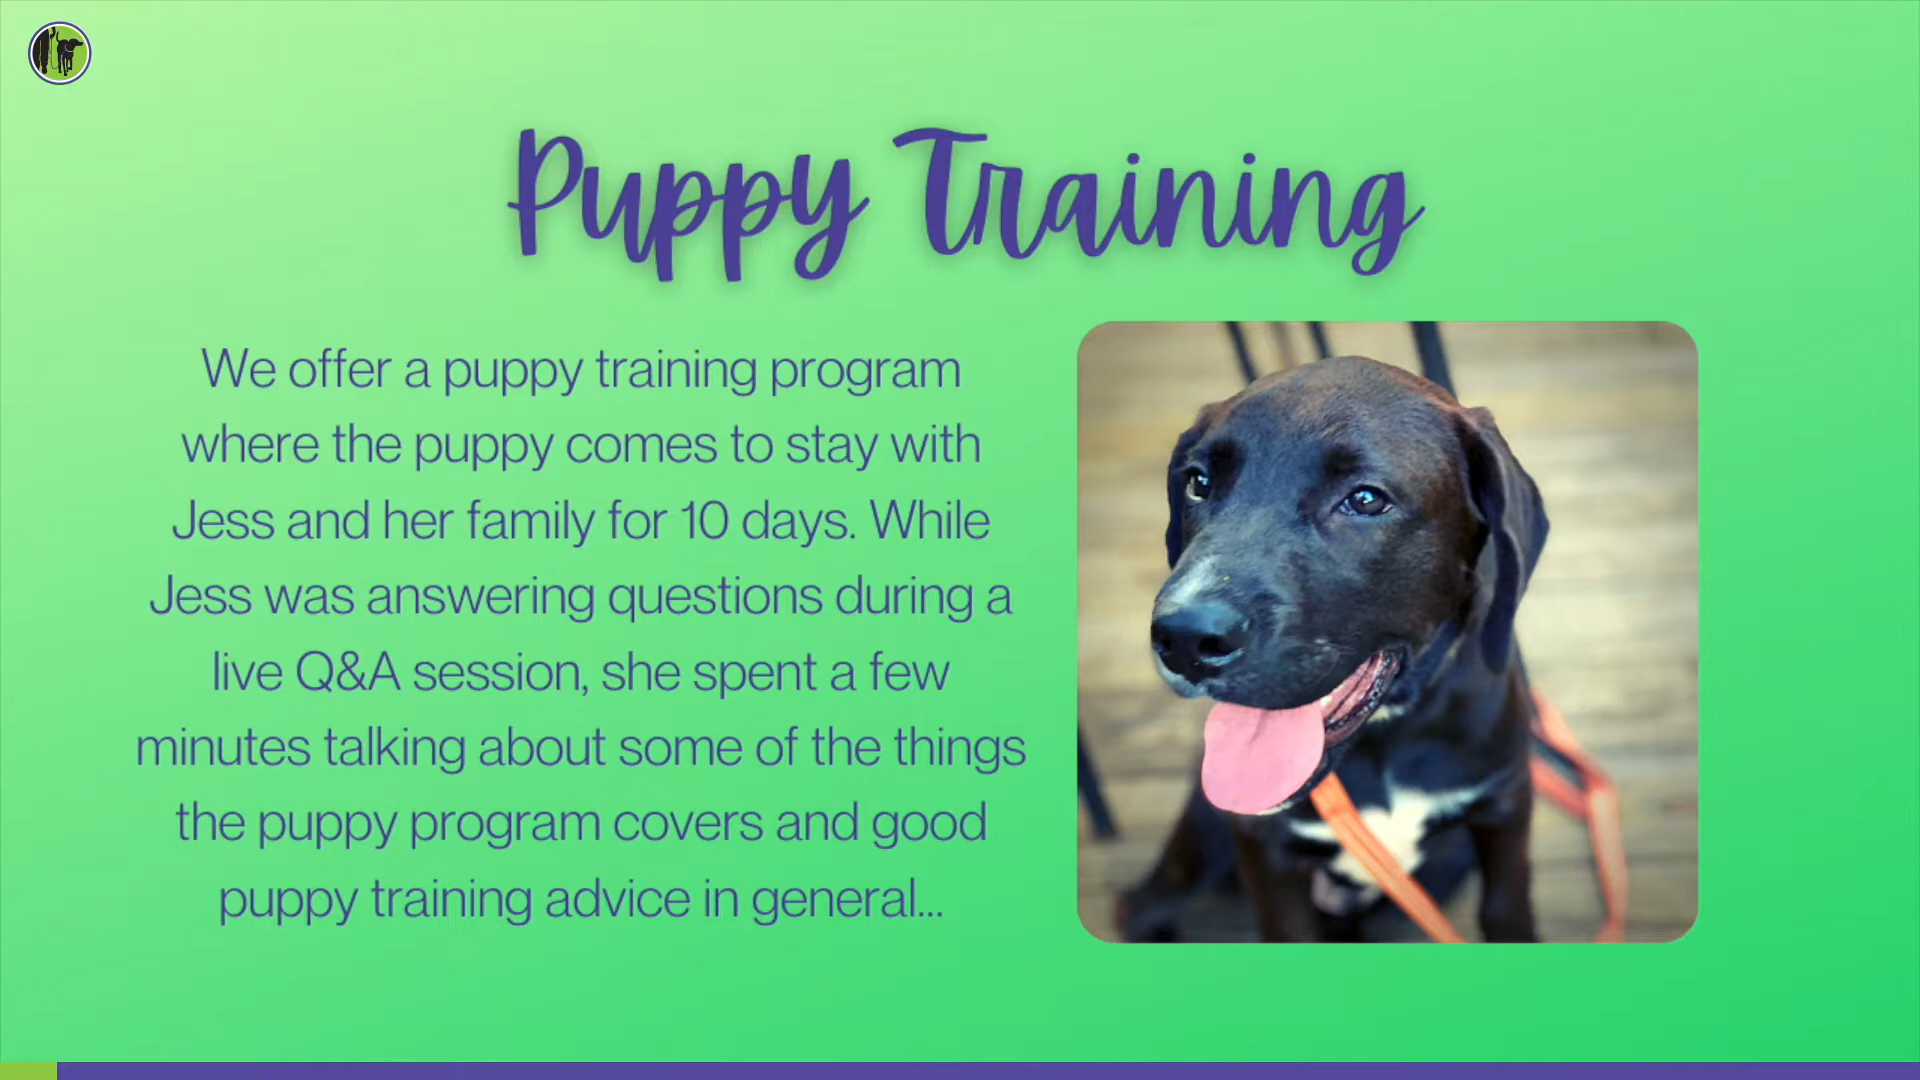 Puppy Training
We offer a puppy training program
where the puppy comes to stay with
Jess and her family for 10 days. While
Jess was answering questions during a
live Q&A session, she spent a few
minutes talking about some of the things
the puppy program covers and good
puppy training advice in general...